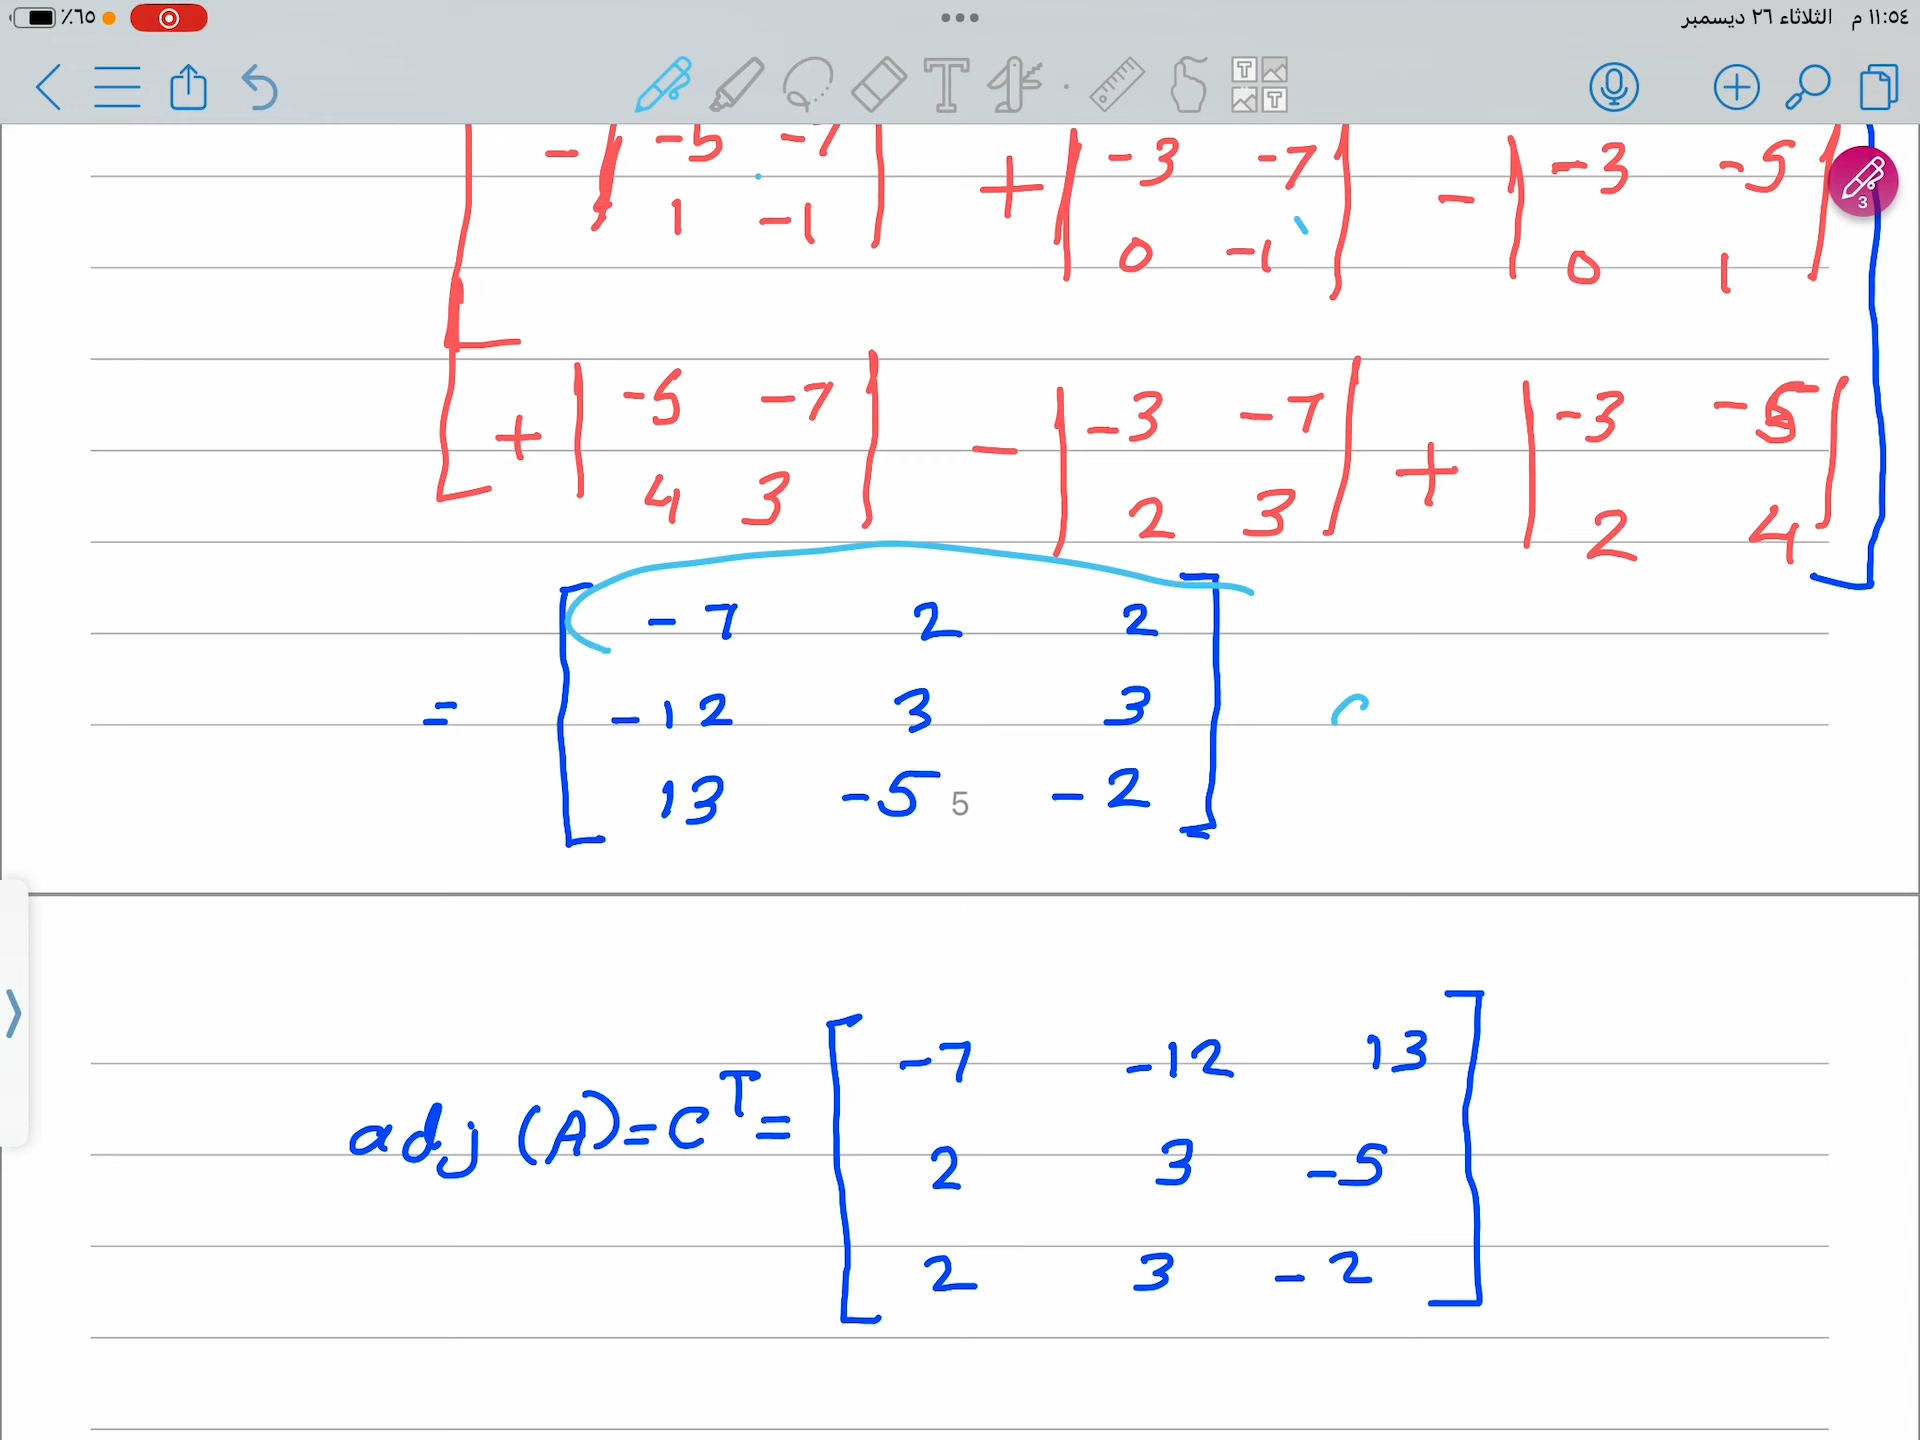 ٪٦٥ ١١:٥٤ م الثلاثاء ٢٦ ديسمبر
3
- | -5 -7 | + | -3 -7 | - | -3 -5 |
1 -1 0 -1 0 1
+ | -5 -7 | - | -3 -7 | + | -3 -5 |
4 3 2 3 2 4
-7 2 2
= -12 3 3
13 -5 -2
5
-7 -12 13
adj (A) = C^T = 2 3 -5
2 3 -2